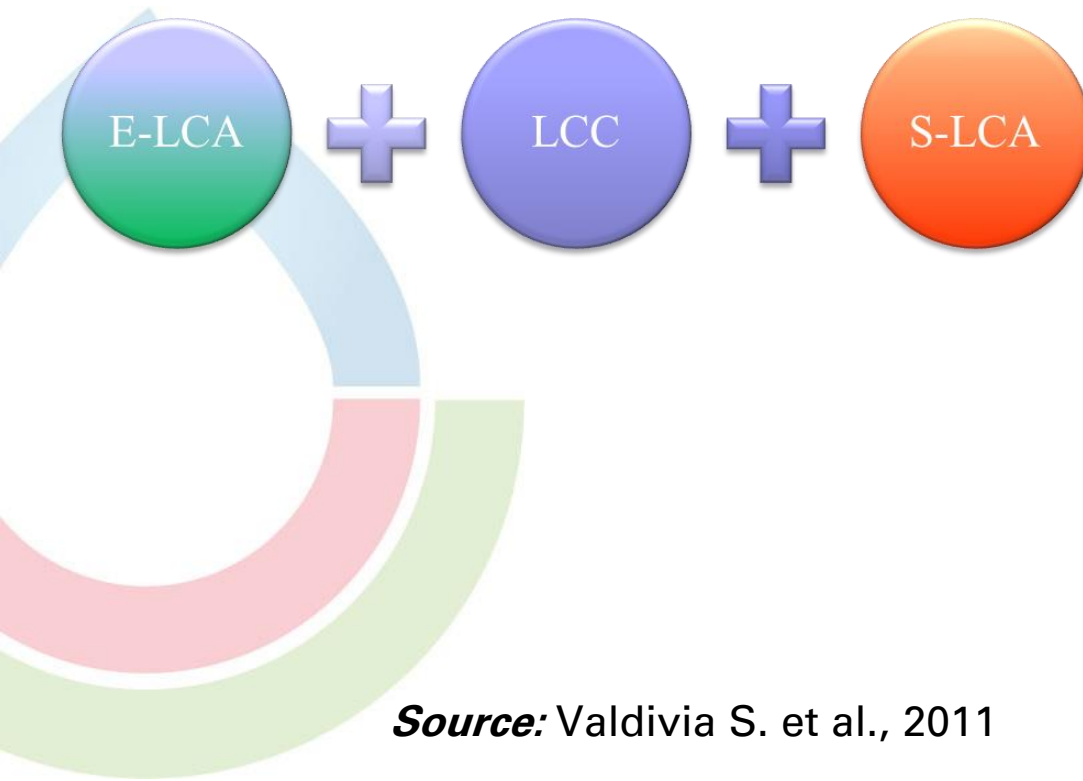 E-LCA + LCC + S-LCA
Source: Valdivia S. et al., 2011